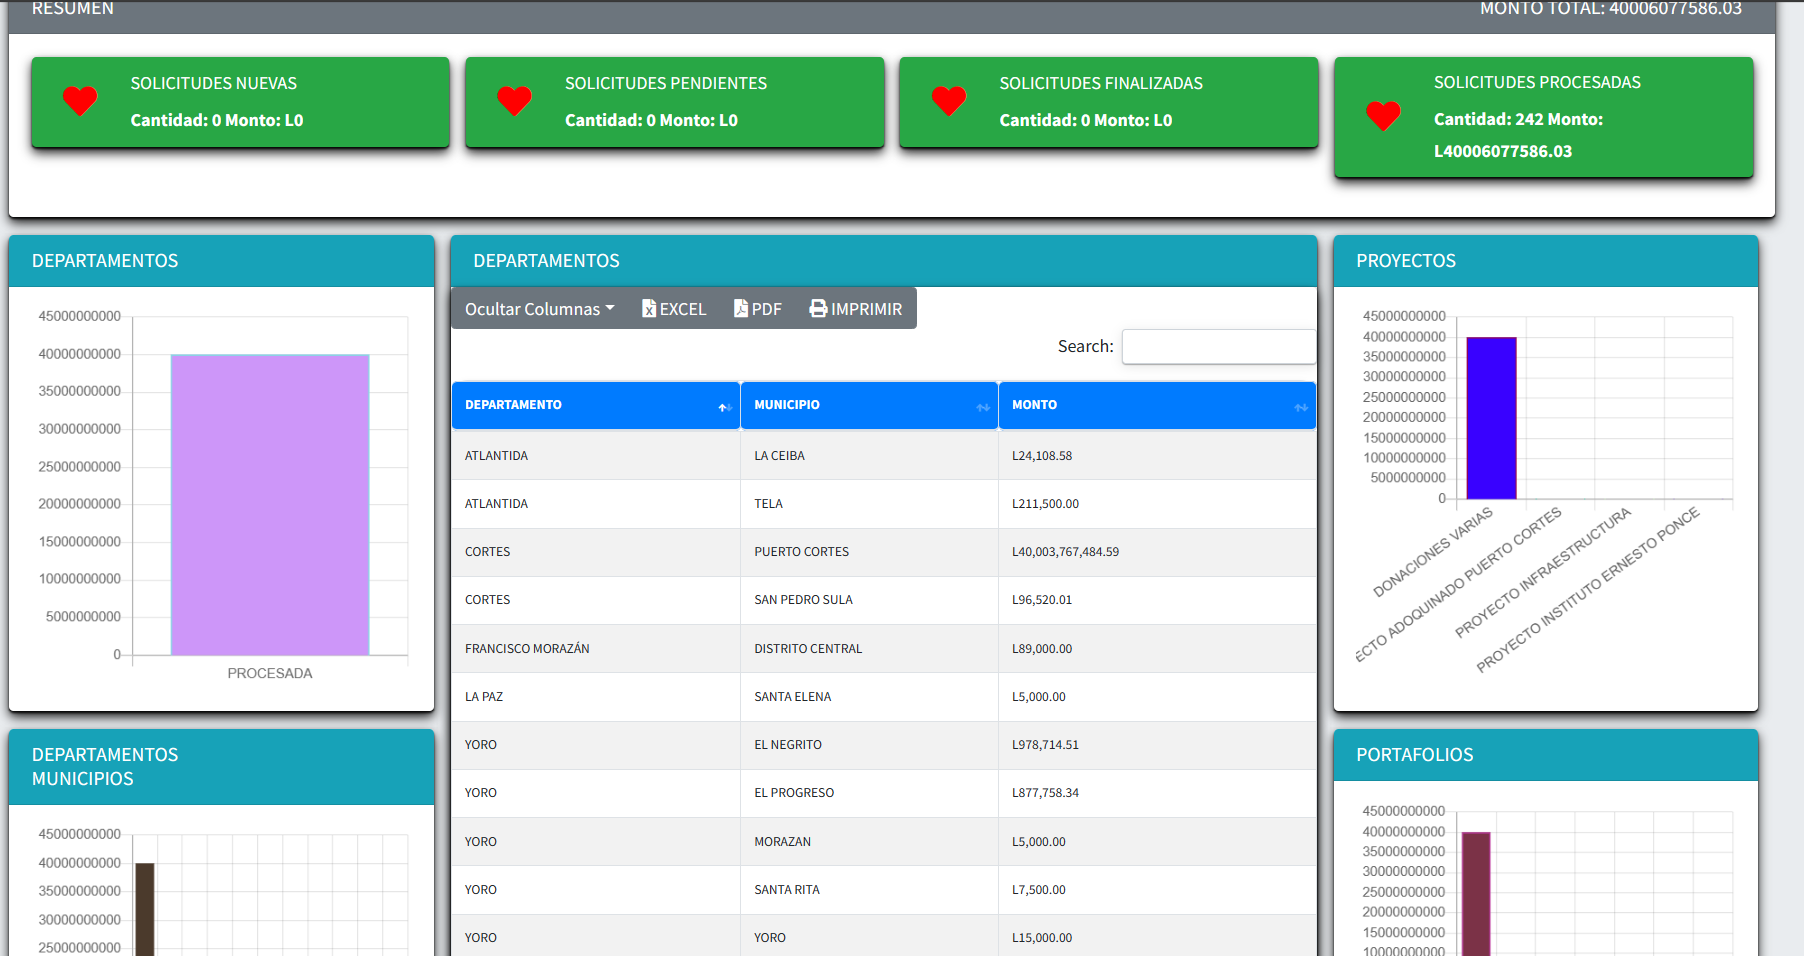 RESUMEN
MONTO TOTAL: 40006077586.03
SOLICITUDES NUEVAS
Cantidad: 0 Monto: L0
SOLICITUDES PENDIENTES
Cantidad: 0 Monto: L0
SOLICITUDES FINALIZADAS
Cantidad: 0 Monto: L0
SOLICITUDES PROCESADAS
Cantidad: 242 Monto:
L40006077586.03
DEPARTAMENTOS
45000000000
40000000000
35000000000
30000000000
25000000000
20000000000
15000000000
10000000000
5000000000
0
PROCESADA
DEPARTAMENTOS
MUNICIPIOS
45000000000
40000000000
35000000000
30000000000
25000000000
DEPARTAMENTOS
Ocultar Columnas EXCEL PDF IMPRIMIR
Search:
DEPARTAMENTO MUNICIPIO MONTO
ATLANTIDA LA CEIBA L24,108.58
ATLANTIDA TELA L211,500.00
CORTES PUERTO CORTES L40,003,767,484.59
CORTES SAN PEDRO SULA L96,520.01
FRANCISCO MORAZÁN DISTRITO CENTRAL L89,000.00
LA PAZ SANTA ELENA L5,000.00
YORO EL NEGRITO L978,714.51
YORO EL PROGRESO L877,758.34
YORO MORAZAN L5,000.00
YORO SANTA RITA L7,500.00
YORO YORO L15,000.00
PROYECTOS
45000000000
40000000000
35000000000
30000000000
25000000000
20000000000
15000000000
10000000000
5000000000
0
DONACIONES VARIAS
ECTO ADOQUINADO PUERTO CORTES
PROYECTO INFRAESTRUCTURA
PROYECTO INSTITUTO ERNESTO PONCE
PORTAFOLIOS
45000000000
40000000000
35000000000
30000000000
25000000000
20000000000
15000000000
10000000000